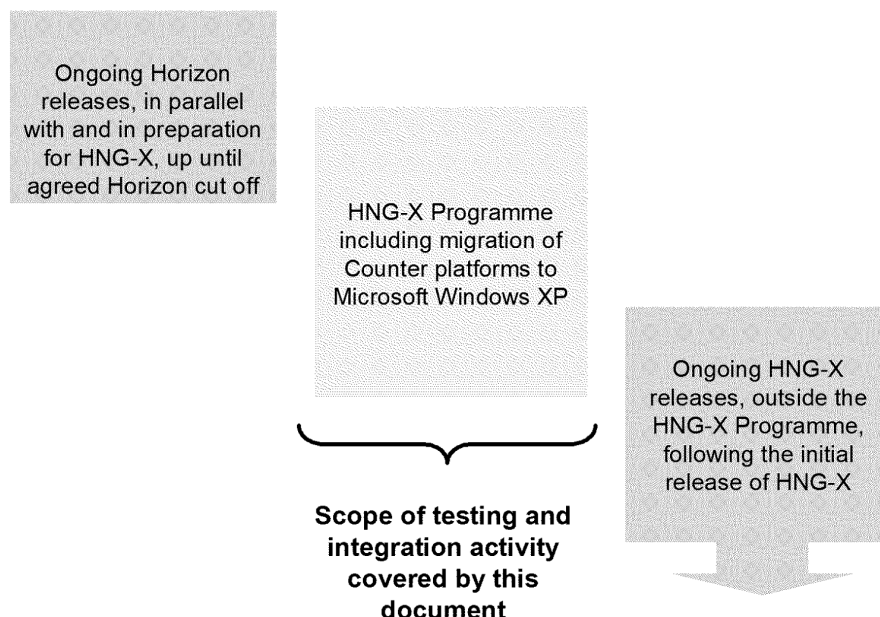 Ongoing Horizon
releases, in parallel
with and in preparation
for HNG-X, up until
agreed Horizon cut off
HNG-X Programme
including migration of
Counter platforms to
Microsoft Windows XP
Ongoing HNG-X
releases, outside the
HNG-X Programme,
following the initial
release of HNG-X
Scope of testing and
integration activity
covered by this
document